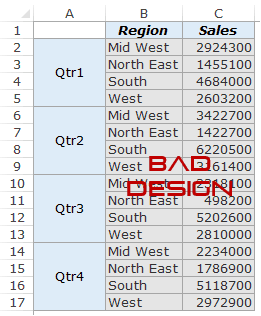 A B C
1 Region Sales
2 Qtr1 Mid West 2924300
3 North East 1455100
4 South 4684000
5 West 2603200
6 Qtr2 Mid West 3422700
7 North East 1422700
8 South 6220500
9 West 3261400
10 Qtr3 Mid West
11 North East 498200
12 South 5202600
13 West 2810000
14 Qtr4 Mid West 2234000
15 North East 1786900
16 South 5118700
17 West 2972900
BAD
DESIGN